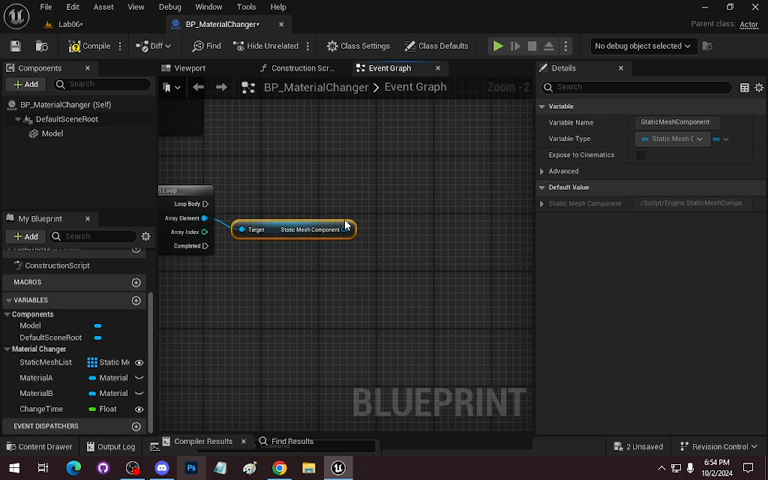 File Edit Asset View Debug Window Tools Help
Lab06• BP_MaterialChanger• Parent class: Actor
Compile Diff Find Hide Unrelated Class Settings Class Defaults No debug object selected
Components Viewport Construction Scr... Event Graph Details
+ Add Search BP_MaterialChanger > Event Graph Zoom -2 Search
BP_MaterialChanger (Self) Variable
DefaultSceneRoot Variable Name StaticMeshComponent
Model Variable Type Static Mesh C
Expose to Cinematics
Advanced
Default Value
Static Mesh Component /Script/Engine.StaticMeshCompo
Loop
Loop Body
Array Element
Array Index
Completed
Target Static Mesh Component
My Blueprint
+ Add Search
FUNCTIONS
ConstructionScript
MACROS
VARIABLES
Components
Model
DefaultSceneRoot
Material Changer
StaticMeshList Static M
MaterialA Material
MaterialB Material
ChangeTime Float
EVENT DISPATCHERS
BLUEPRINT
Compiler Results Find Results
Content Drawer Output Log 2 Unsaved Revision Control
6:54 PM
10/2/2024